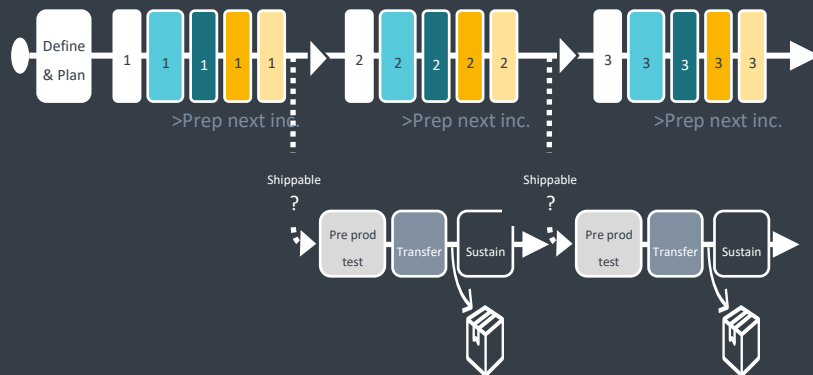 Define
& Plan
1
1
1
1
1
2
2
2
2
2
3
3
3
3
3
>Prep next inc.
>Prep next inc.
>Prep next inc.
Shippable
?
Shippable
?
Pre prod
test
Transfer
Sustain
Pre prod
test
Transfer
Sustain